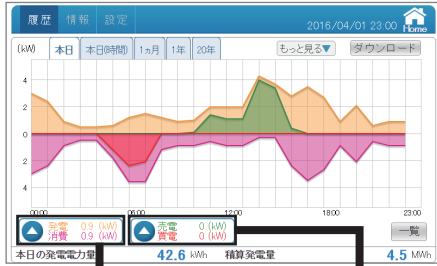 履歴 情報 設定
2016/04/01 23:00 Home
(kW) 本日 本日(時間) 1ヵ月 1年 20年 もっと見る▼ ダウンロード
4
2
0
2
4
00:00 06:00 12:00 18:00 23:00
発電 0.9 (kW) 売電 0 (kW)
消費 0.9 (kW) 買電 0 (kW)
一覧
本日の発電電力量 42.6 kWh 積算発電量 4.5 MWh